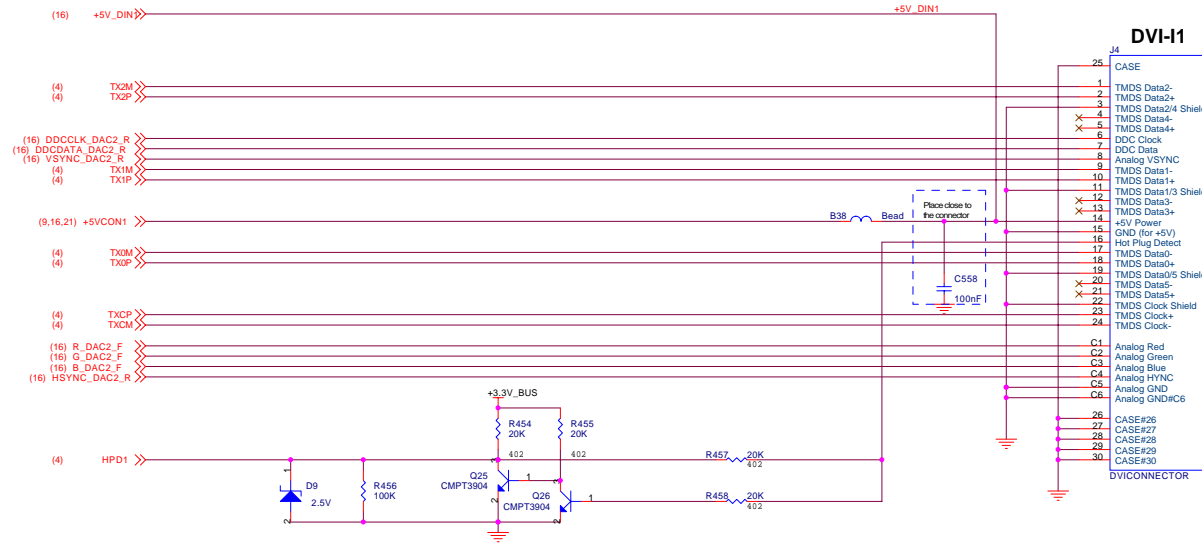 (16) +5V_DIN1
+5V_DIN1
DVI-I1
J4
25 CASE
(4) TX2M
1 TMDS Data2-
(4) TX2P
2 TMDS Data2+
3 TMDS Data2/4 Shield
4 TMDS Data4-
5 TMDS Data4+
(16) DDCCLK_DAC2_R
6 DDC Clock
(16) DDCDATA_DAC2_R
7 DDC Data
(16) VSYNC_DAC2_R
8 Analog VSYNC
(4) TX1M
9 TMDS Data1-
(4) TX1P
10 TMDS Data1+
11 TMDS Data1/3 Shield
12 TMDS Data3-
13 TMDS Data3+
(9,16,21) +5VCON1
B38 Bead
Place close to
the connector
14 +5V Power
15 GND (for +5V)
16 Hot Plug Detect
(4) TX0M
17 TMDS Data0-
(4) TX0P
18 TMDS Data0+
19 TMDS Data0/5 Shield
C558
100nF
20 TMDS Data5-
21 TMDS Data5+
22 TMDS Clock Shield
(4) TXCP
23 TMDS Clock+
(4) TXCM
24 TMDS Clock-
(16) R_DAC2_F
C1 Analog Red
(16) G_DAC2_F
C2 Analog Green
(16) B_DAC2_F
C3 Analog Blue
(16) HSYNC_DAC2_R
C4 Analog HYNC
C5 Analog GND
C6 Analog GND#C6
+3.3V_BUS
26 CASE#26
27 CASE#27
28 CASE#28
29 CASE#29
30 CASE#30
DVICONNECTOR
R454
20K
402
R455
20K
402
(4) HPD1
R457 20K
402
1
D9
2.5V
2
R456
100K
3
Q25
CMPT3904
1
2
3
Q26
CMPT3904
1
2
R458 20K
402